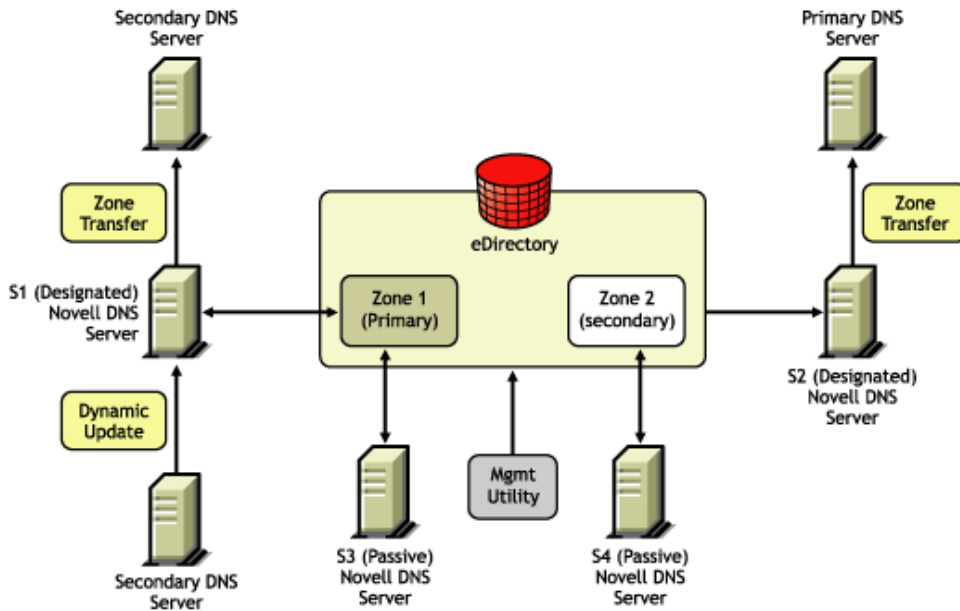 Secondary DNS
Server
Primary DNS
Server
Zone
Transfer
eDirectory
Zone
Transfer
S1 (Designated)
Novell DNS
Server
Zone 1
(Primary)
Zone 2
(secondary)
S2 (Designated)
Novell DNS
Server
Dynamic
Update
Mgmt
Utility
Secondary DNS
Server
S3 (Passive)
Novell DNS
Server
S4 (Passive)
Novell DNS
Server